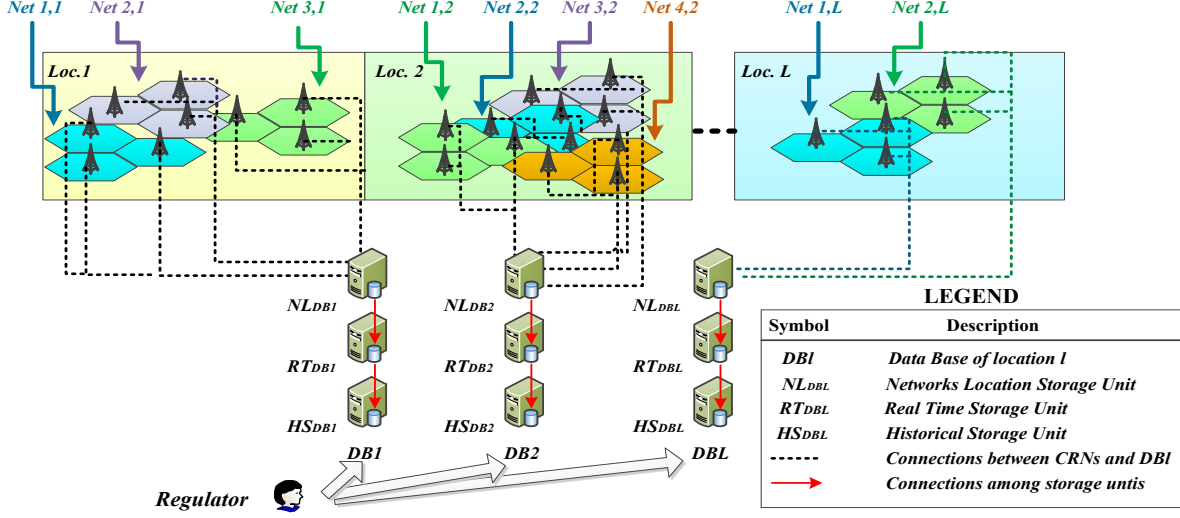 Net 1,1 Net 2,1 Net 3,1 Net 1,2 Net 2,2 Net 3,2 Net 4,2 Net 1,L Net 2,L
Loc.1 Loc. 2 Loc. L
NLDB1 NLDB2 NLDBL
RTDB1 RTDB2 RTDBL
HSDB1 HSDB2 HSDBL
DB1 DB2 DBL
Regulator
LEGEND
Symbol Description
DBl Data Base of location l
NLDBL Networks Location Storage Unit
RTDBL Real Time Storage Unit
HSDBL Historical Storage Unit
Connections between CRNs and DBl
Connections among storage untis